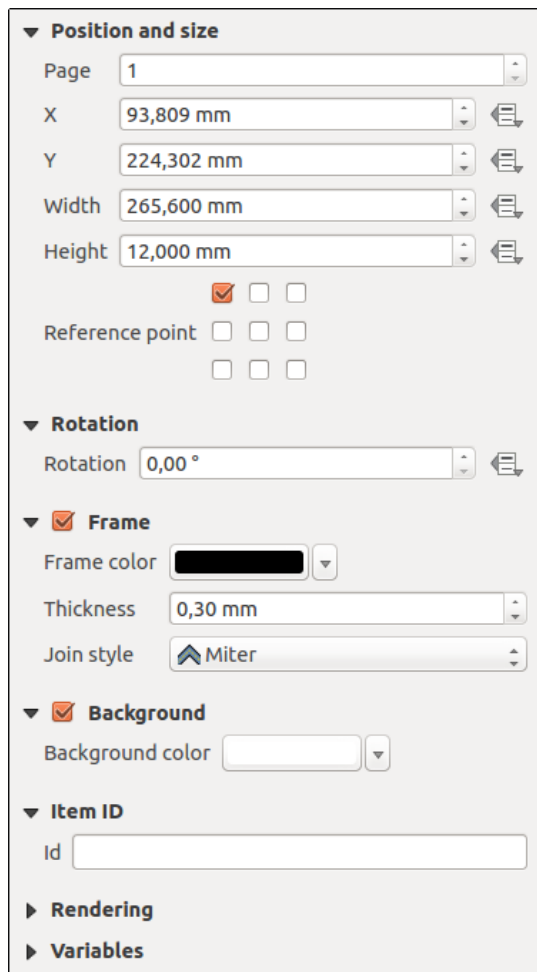 Position and size
Page 1
X 93,809 mm
Y 224,302 mm
Width 265,600 mm
Height 12,000 mm
Reference point
Rotation
Rotation 0,00 °
Frame
Frame color
Thickness 0,30 mm
Join style Miter
Background
Background color
Item ID
Id
Rendering
Variables